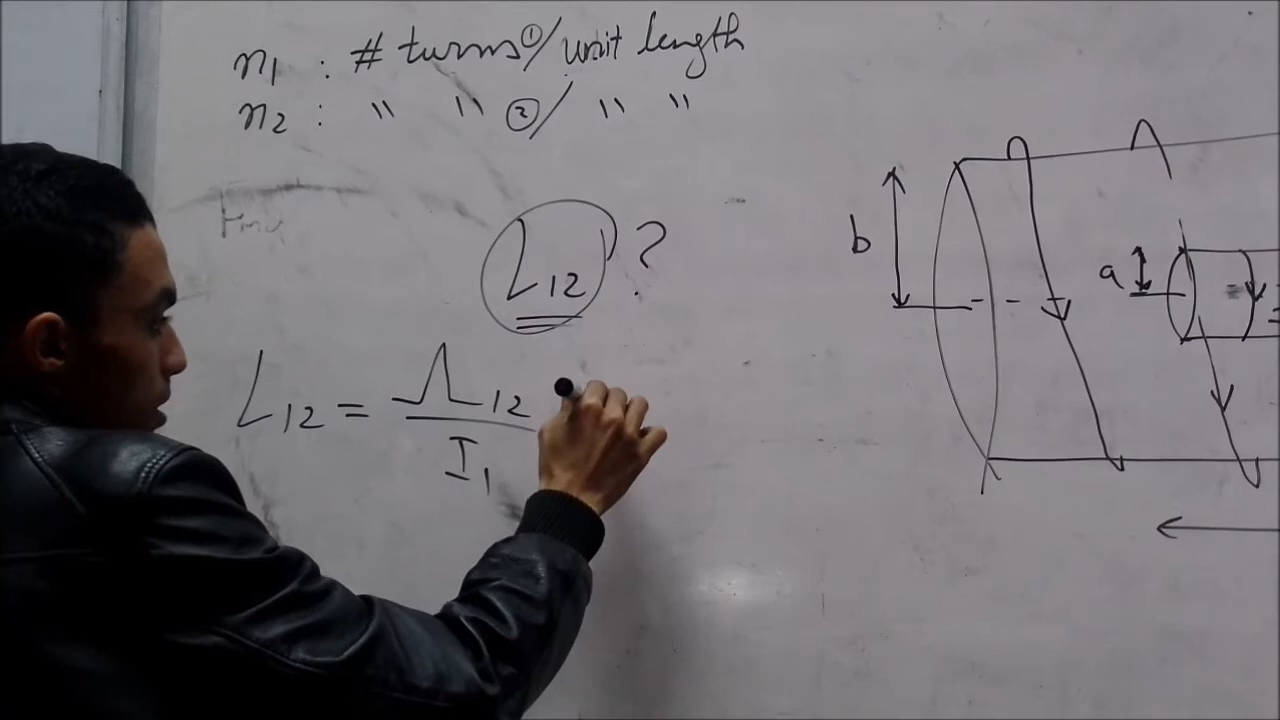 n₁ : # turns ① / unit length
n₂ : " " ② / " "
L₁₂ ?
L₁₂ = Λ₁₂ / I₁
b
a